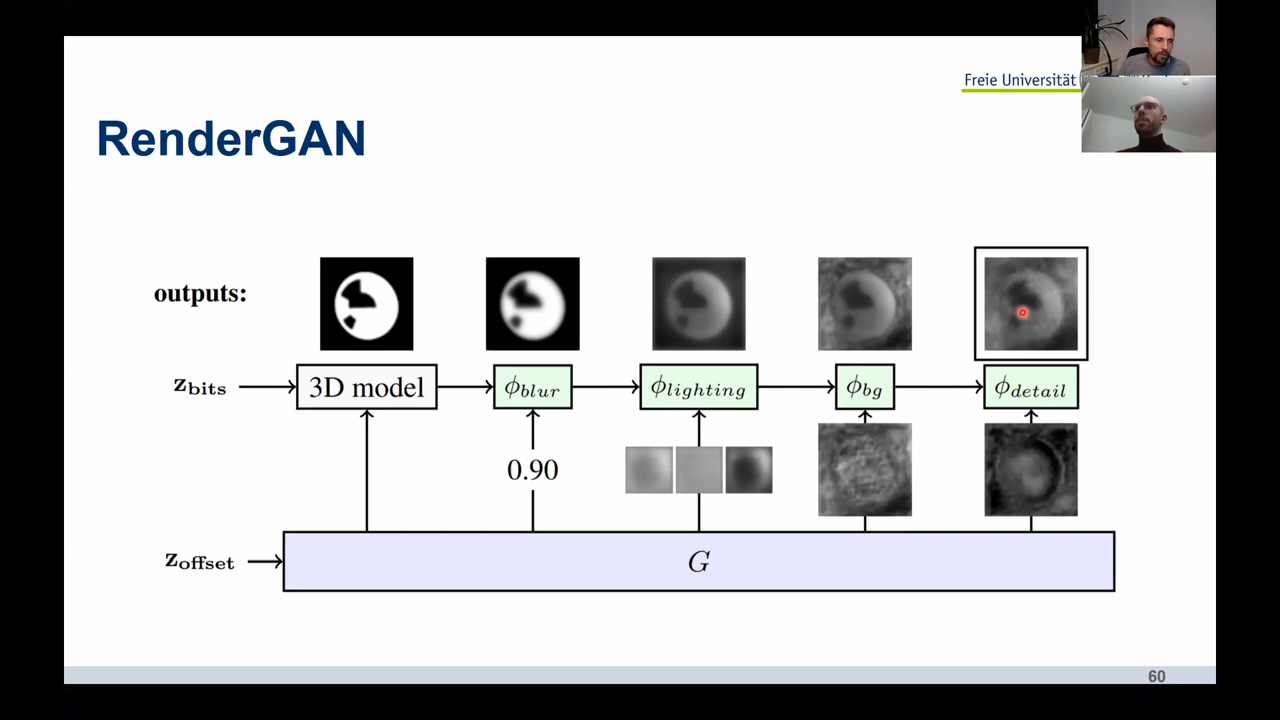 Freie Universität
RenderGAN
outputs:
z_bits
3D model
ϕ_blur
ϕ_lighting
ϕ_bg
ϕ_detail
0.90
z_offset
G
60